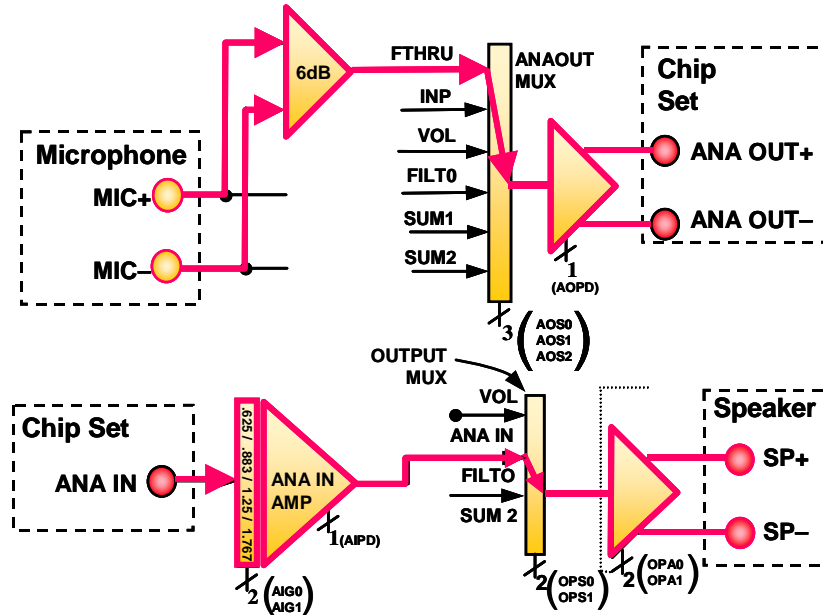 FTHRU
ANAOUT
MUX
Chip
Set
6dB
INP
VOL
FILT0
SUM1
SUM2
Microphone
MIC+
MIC–
ANA OUT+
ANA OUT–
1
(AOPD)
3
AOS0
AOS1
AOS2
OUTPUT
MUX
VOL
ANA IN
FILTO
SUM 2
Chip Set
ANA IN
.625 / .883 / 1.25 / 1.767
ANA IN
AMP
1 (AIPD)
2 (AIG0
AIG1)
2 (OPS0
OPS1)
2 (OPA0
OPA1)
Speaker
SP+
SP–